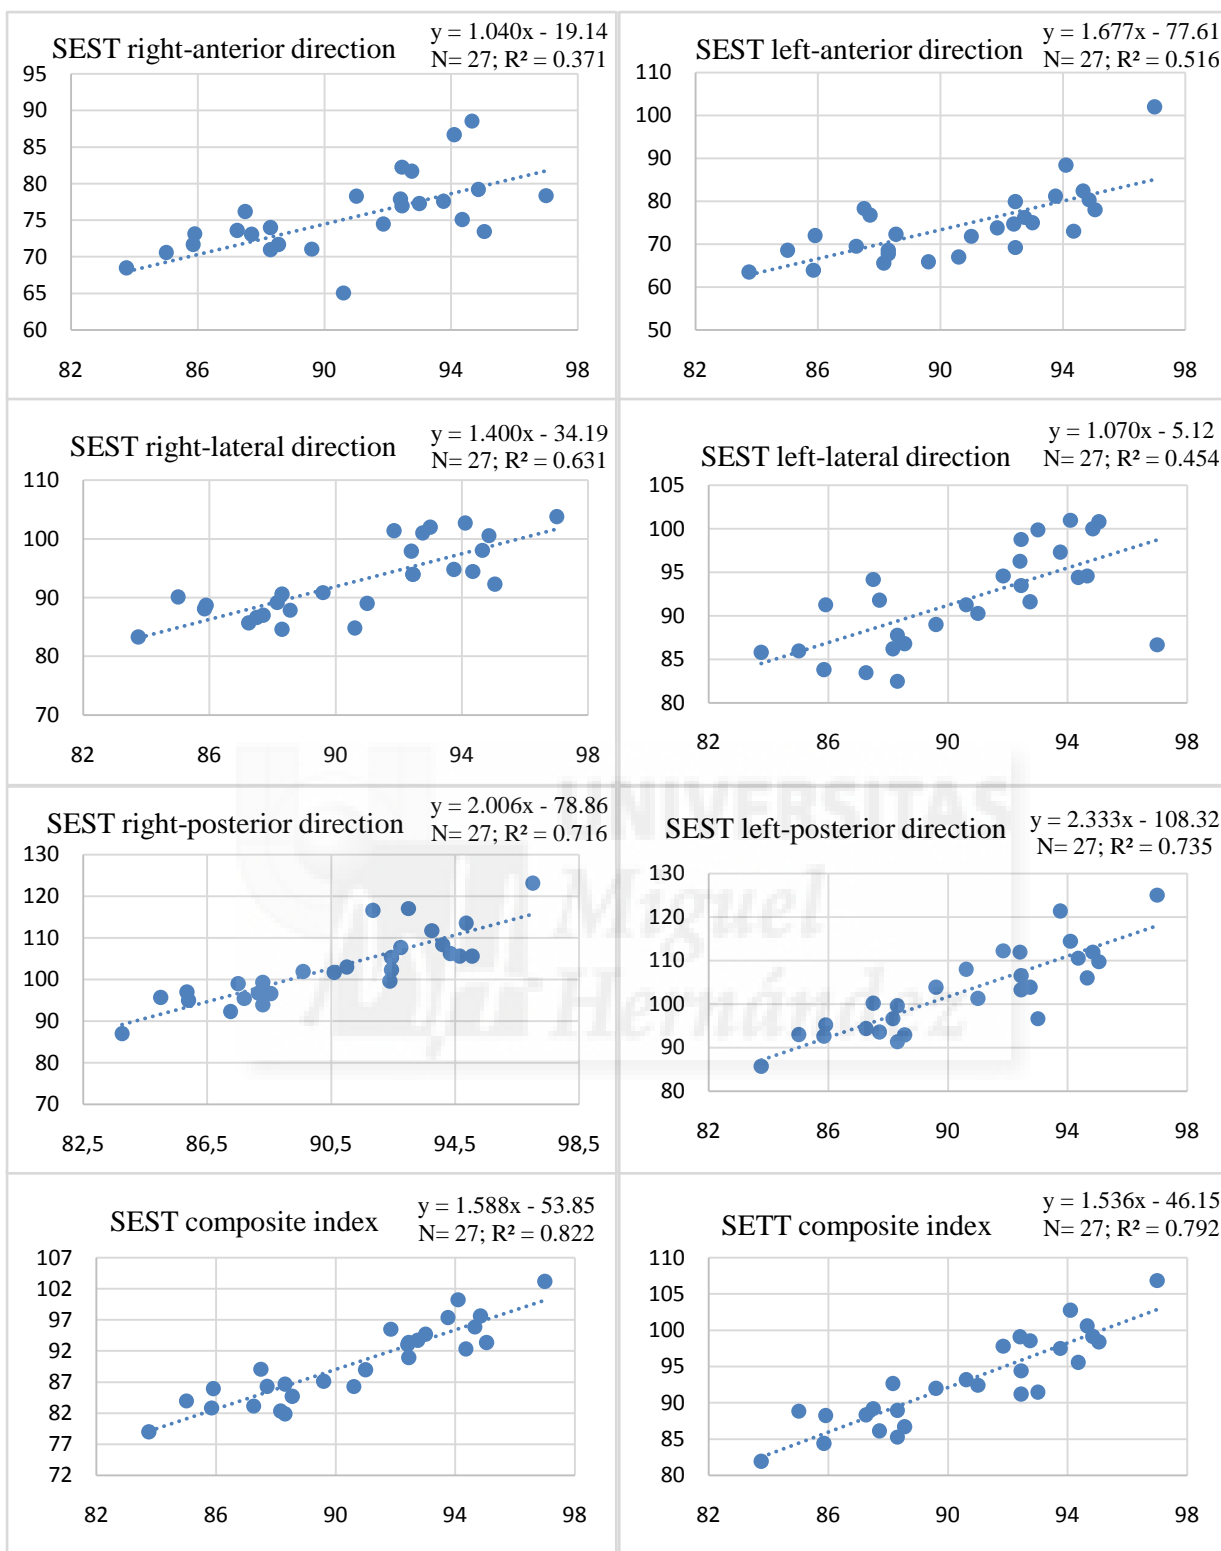 SEST right-anterior direction
y = 1.040x - 19.14
N= 27; R² = 0.371
95
90
85
80
75
70
65
60
82 86 90 94 98
SEST left-anterior direction
y = 1.677x - 77.61
N= 27; R² = 0.516
110
100
90
80
70
60
50
82 86 90 94 98
SEST right-lateral direction
y = 1.400x - 34.19
N= 27; R² = 0.631
110
100
90
80
70
82 86 90 94 98
SEST left-lateral direction
y = 1.070x - 5.12
N= 27; R² = 0.454
105
100
95
90
85
80
82 86 90 94 98
SEST right-posterior direction
y = 2.006x - 78.86
N= 27; R² = 0.716
130
120
110
100
90
80
70
82,5 86,5 90,5 94,5 98,5
SEST left-posterior direction
y = 2.333x - 108.32
N= 27; R² = 0.735
130
120
110
100
90
80
82 86 90 94 98
SEST composite index
y = 1.588x - 53.85
N= 27; R² = 0.822
107
102
97
92
87
82
77
72
82 86 90 94 98
SETT composite index
y = 1.536x - 46.15
N= 27; R² = 0.792
110
105
100
95
90
85
80
82 86 90 94 98
UNIVERSITAS
Miguel
Hernández